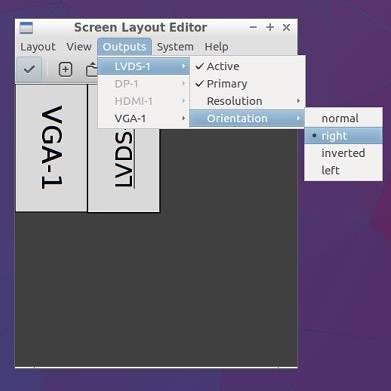 Screen Layout Editor
Layout View Outputs System Help
LVDS-1
DP-1
HDMI-1
VGA-1
Active
Primary
Resolution
Orientation
normal
right
inverted
left
VGA-1
LVDS-